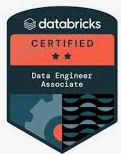 databricks
CERTIFIED
Data Engineer
Associate